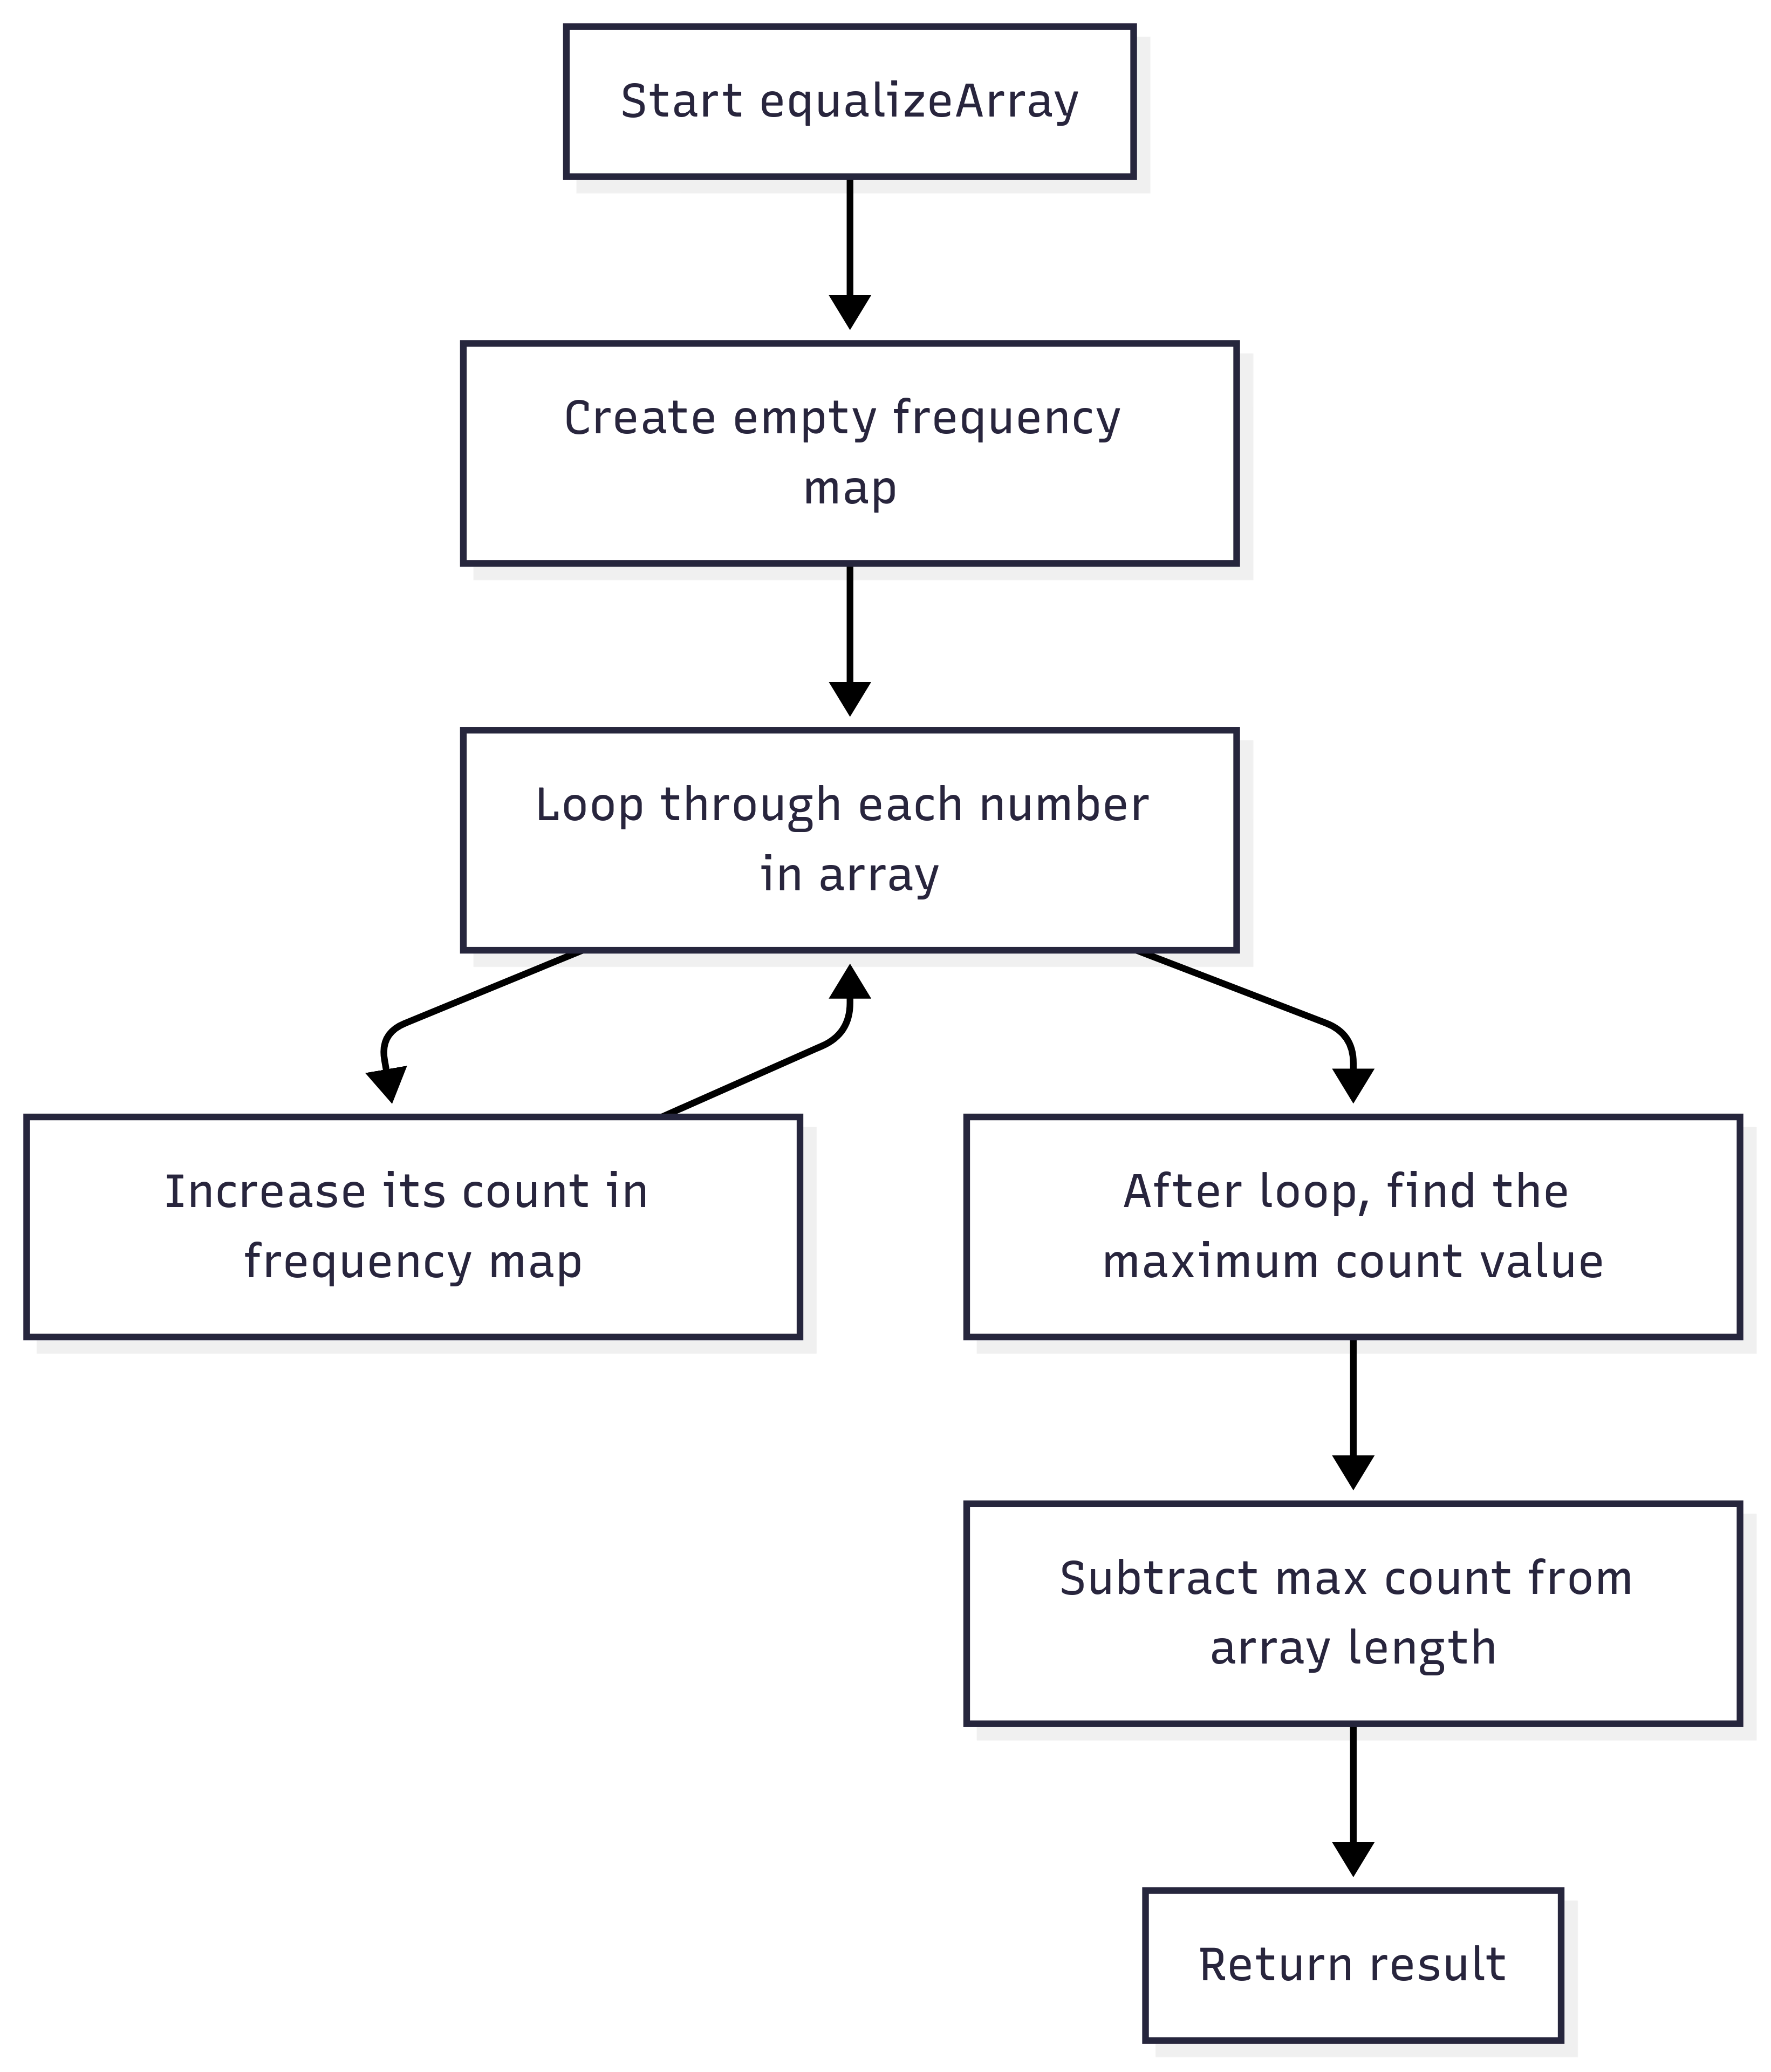 Start equalizeArray
Create empty frequency
map
Loop through each number
in array
Increase its count in
frequency map
After loop, find the
maximum count value
Subtract max count from
array length
Return result